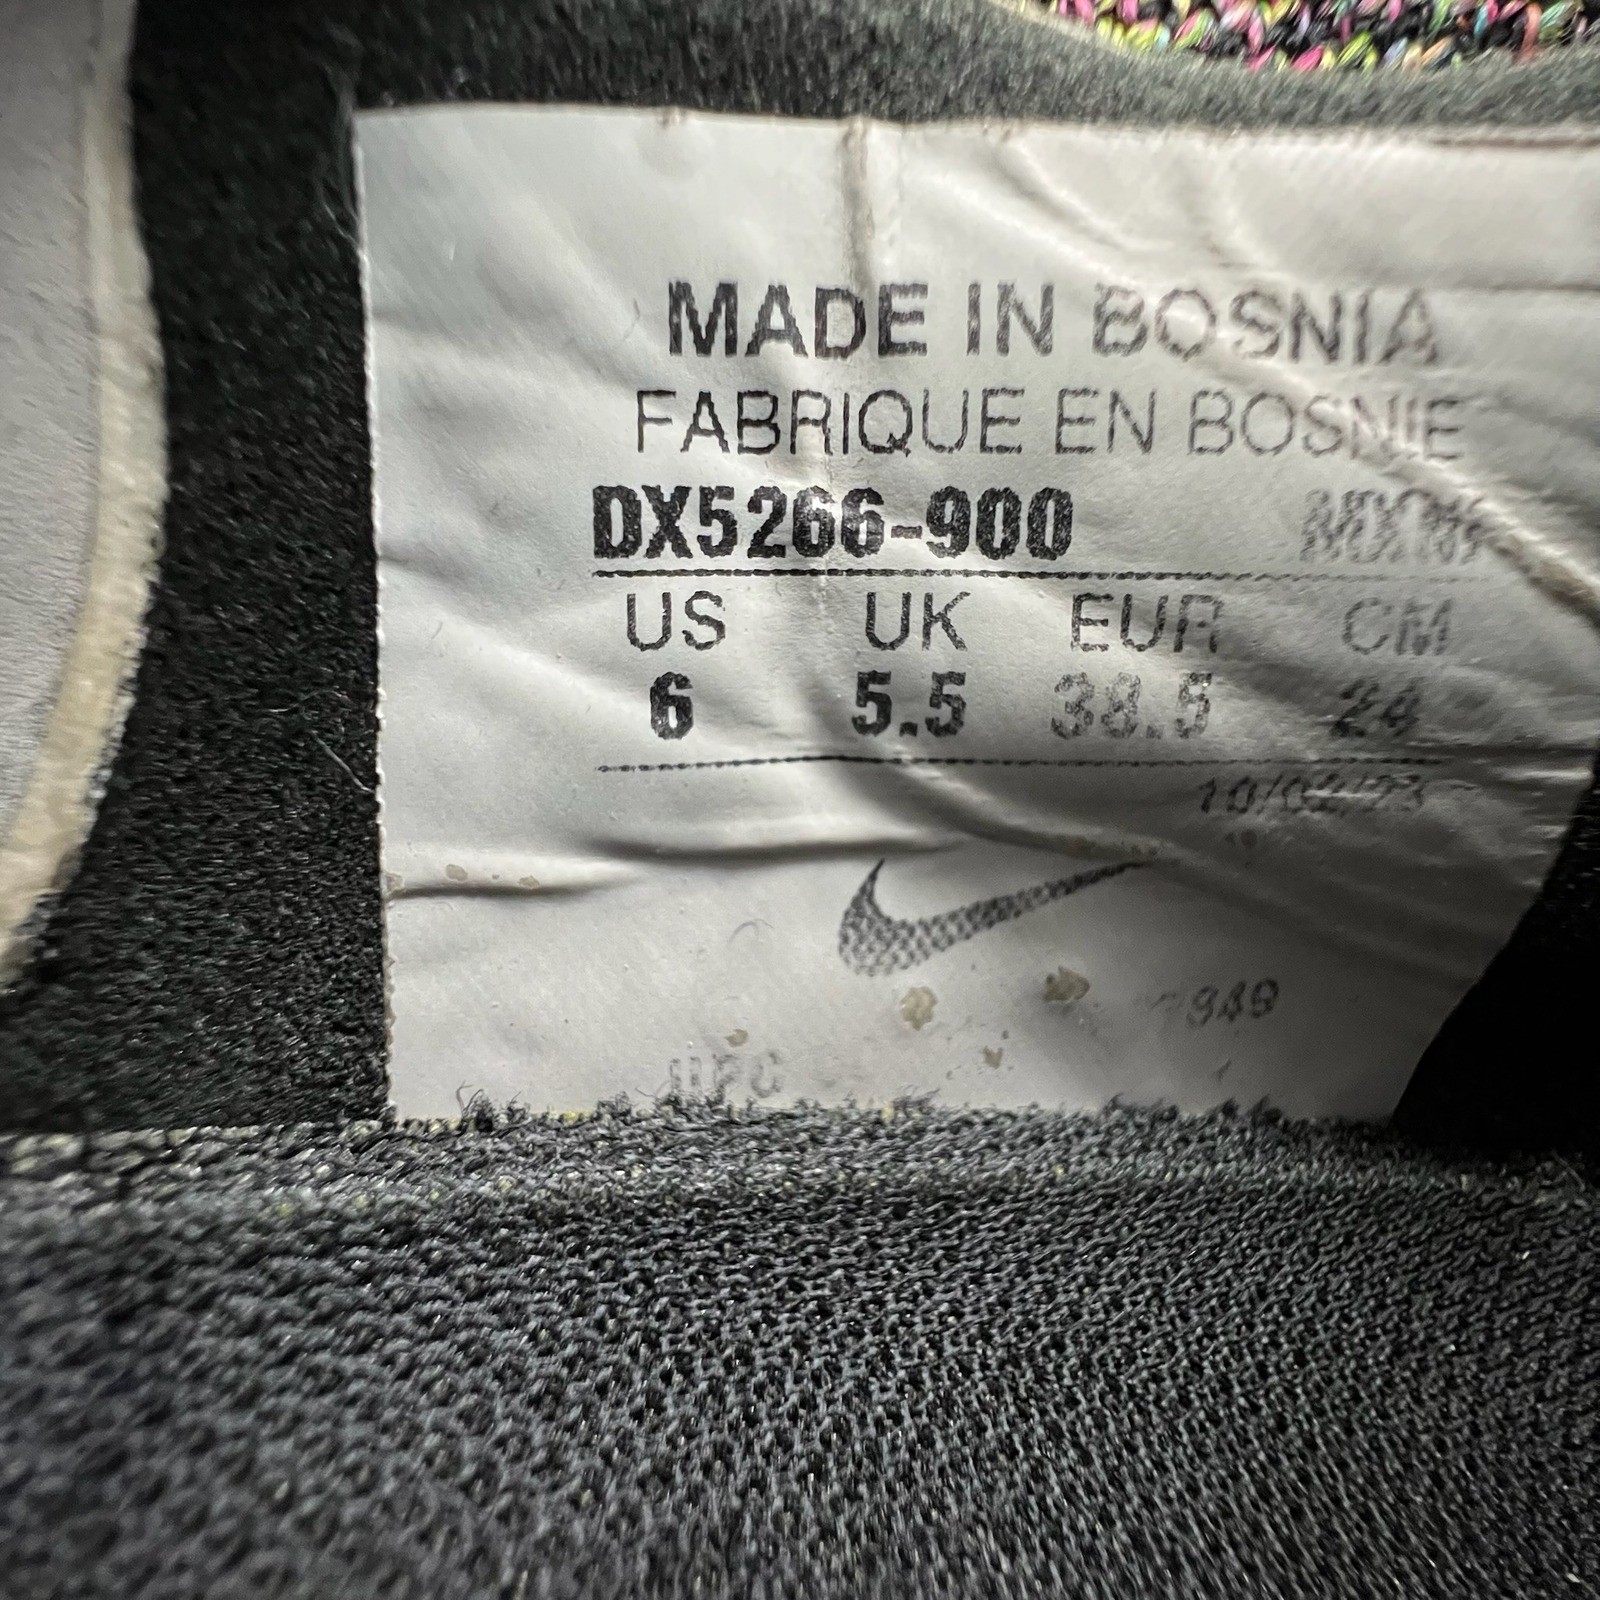 MADE IN BOSNIA
FABRIQUE EN BOSNIE
DX5266-900
US UK EUR CM
6 5.5 38.5 24